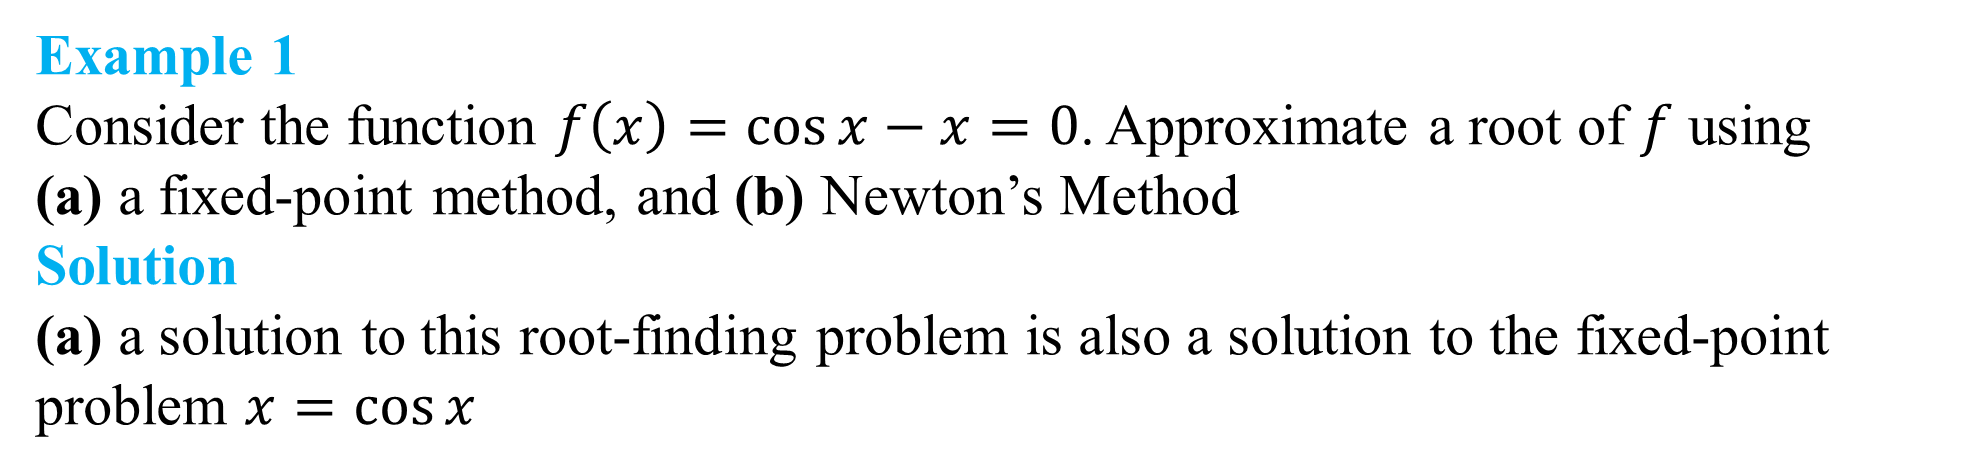 Example 1
Consider the function f(x) = cos x − x = 0. Approximate a root of f using
(a) a fixed-point method, and (b) Newton’s Method
Solution
(a) a solution to this root-finding problem is also a solution to the fixed-point
problem x = cos x